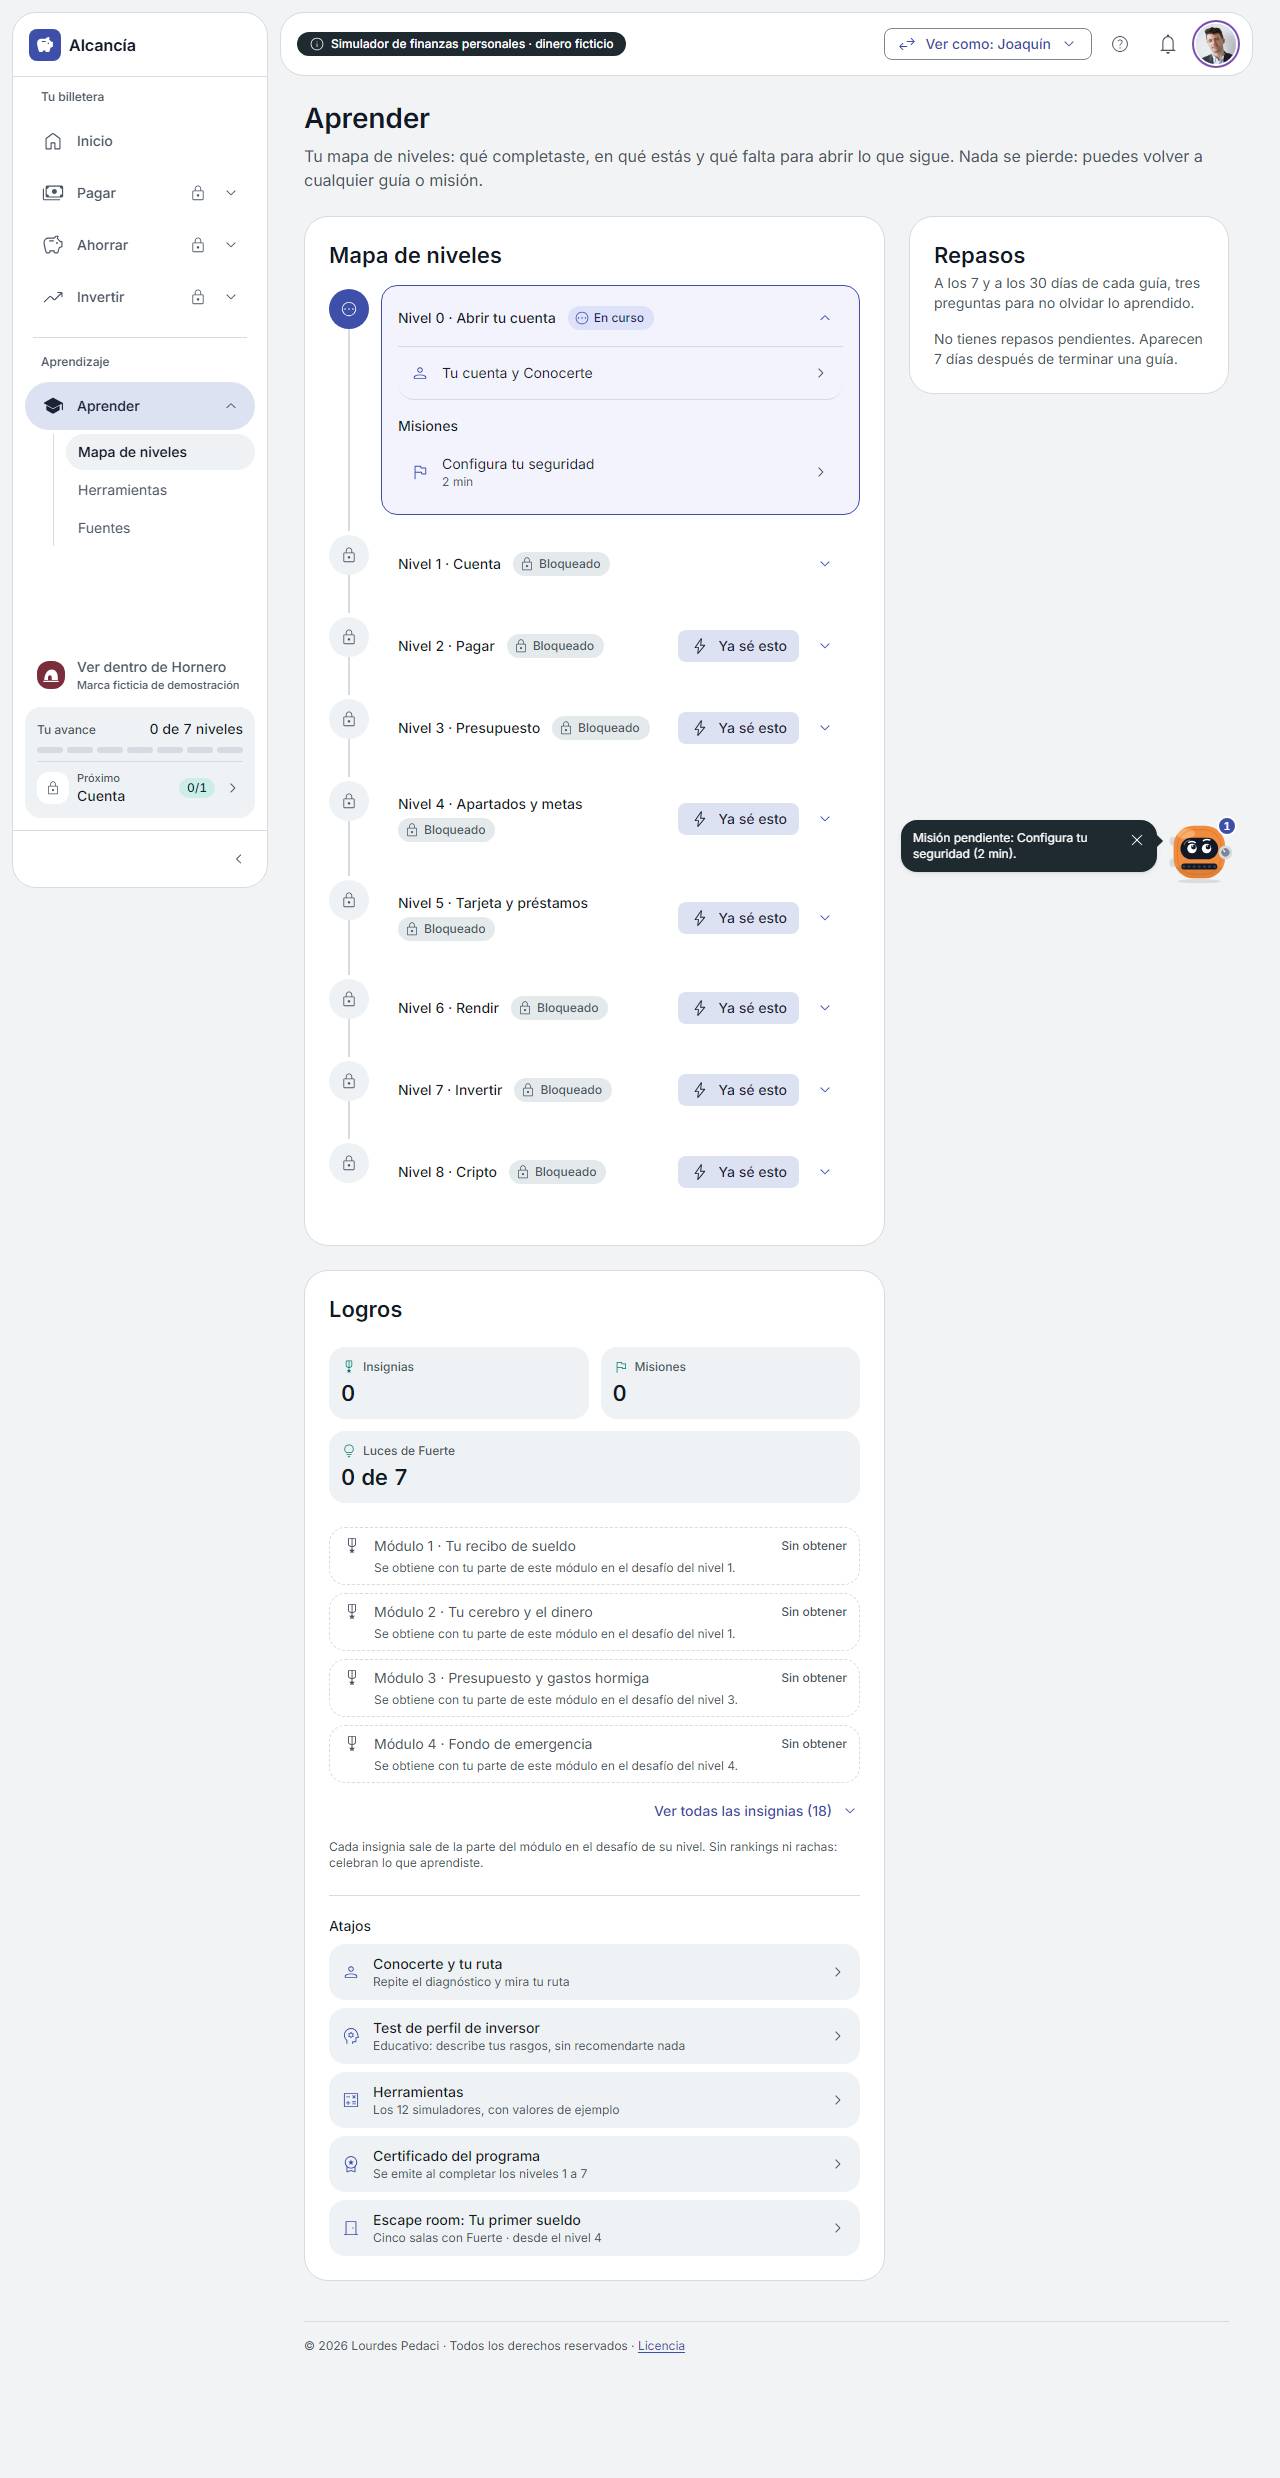 Alcancía
Simulador de finanzas personales · dinero ficticio
Ver como: Joaquín
Tu billetera
Inicio
Pagar
Ahorrar
Invertir
Aprendizaje
Aprender
Mapa de niveles
Herramientas
Fuentes
Ver dentro de Hornero
Marca ficticia de demostración
Tu avance
0 de 7 niveles
Próximo
Cuenta
0/1
Aprender
Tu mapa de niveles: qué completaste, en qué estás y qué falta para abrir lo que sigue. Nada se pierde: puedes volver a
cualquier guía o misión.
Mapa de niveles
Nivel 0 · Abrir tu cuenta
En curso
Tu cuenta y Conocerte
Misiones
Configura tu seguridad
2 min
Nivel 1 · Cuenta
Bloqueado
Nivel 2 · Pagar
Bloqueado
Ya sé esto
Nivel 3 · Presupuesto
Bloqueado
Ya sé esto
Nivel 4 · Apartados y metas
Bloqueado
Ya sé esto
Nivel 5 · Tarjeta y préstamos
Bloqueado
Ya sé esto
Nivel 6 · Rendir
Bloqueado
Ya sé esto
Nivel 7 · Invertir
Bloqueado
Ya sé esto
Nivel 8 · Cripto
Bloqueado
Ya sé esto
Repasos
A los 7 y a los 30 días de cada guía, tres
preguntas para no olvidar lo aprendido.
No tienes repasos pendientes. Aparecen
7 días después de terminar una guía.
Misión pendiente: Configura tu
seguridad (2 min).
1
Logros
Insignias
0
Misiones
0
Luces de Fuerte
0 de 7
Módulo 1 · Tu recibo de sueldo
Sin obtener
Se obtiene con tu parte de este módulo en el desafío del nivel 1.
Módulo 2 · Tu cerebro y el dinero
Sin obtener
Se obtiene con tu parte de este módulo en el desafío del nivel 1.
Módulo 3 · Presupuesto y gastos hormiga
Sin obtener
Se obtiene con tu parte de este módulo en el desafío del nivel 3.
Módulo 4 · Fondo de emergencia
Sin obtener
Se obtiene con tu parte de este módulo en el desafío del nivel 4.
Ver todas las insignias (18)
Cada insignia sale de la parte del módulo en el desafío de su nivel. Sin rankings ni rachas:
celebran lo que aprendiste.
Atajos
Conocerte y tu ruta
Repite el diagnóstico y mira tu ruta
Test de perfil de inversor
Educativo: describe tus rasgos, sin recomendarte nada
Herramientas
Los 12 simuladores, con valores de ejemplo
Certificado del programa
Se emite al completar los niveles 1 a 7
Escape room: Tu primer sueldo
Cinco salas con Fuerte · desde el nivel 4
© 2026 Lourdes Pedaci · Todos los derechos reservados · Licencia